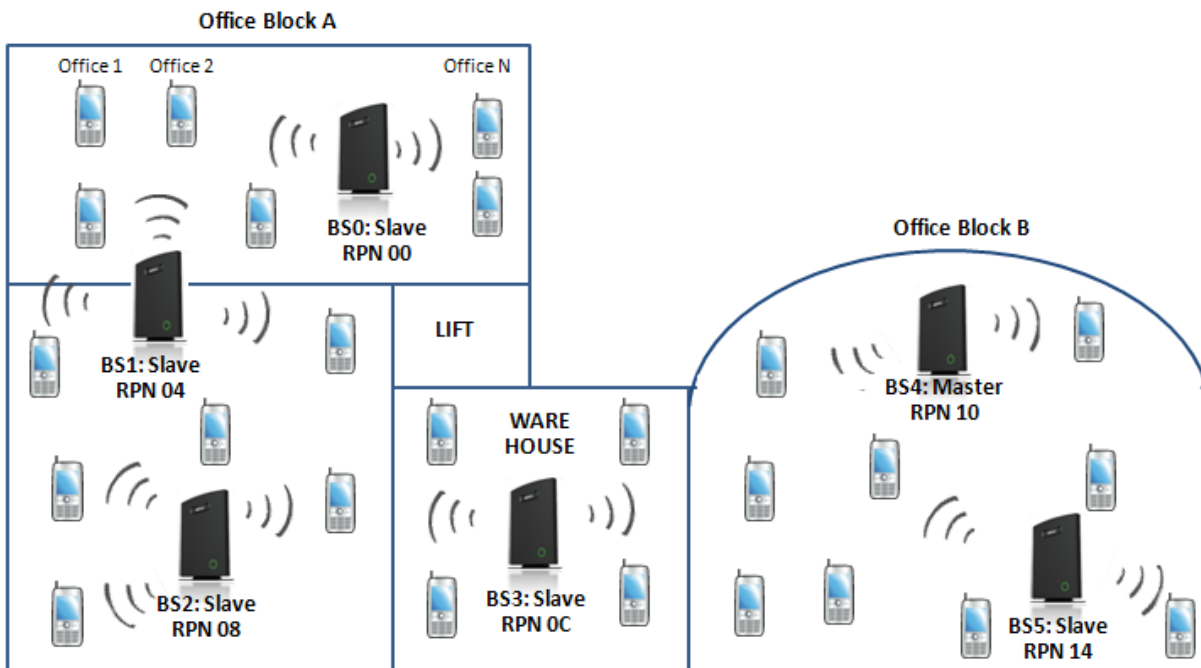 Office Block A
Office 1
Office 2
Office N
BS0: Slave
RPN 00
Office Block B
LIFT
BS1: Slave
RPN 04
BS4: Master
RPN 10
WARE
HOUSE
BS2: Slave
RPN 08
BS3: Slave
RPN 0C
BS5: Slave
RPN 14